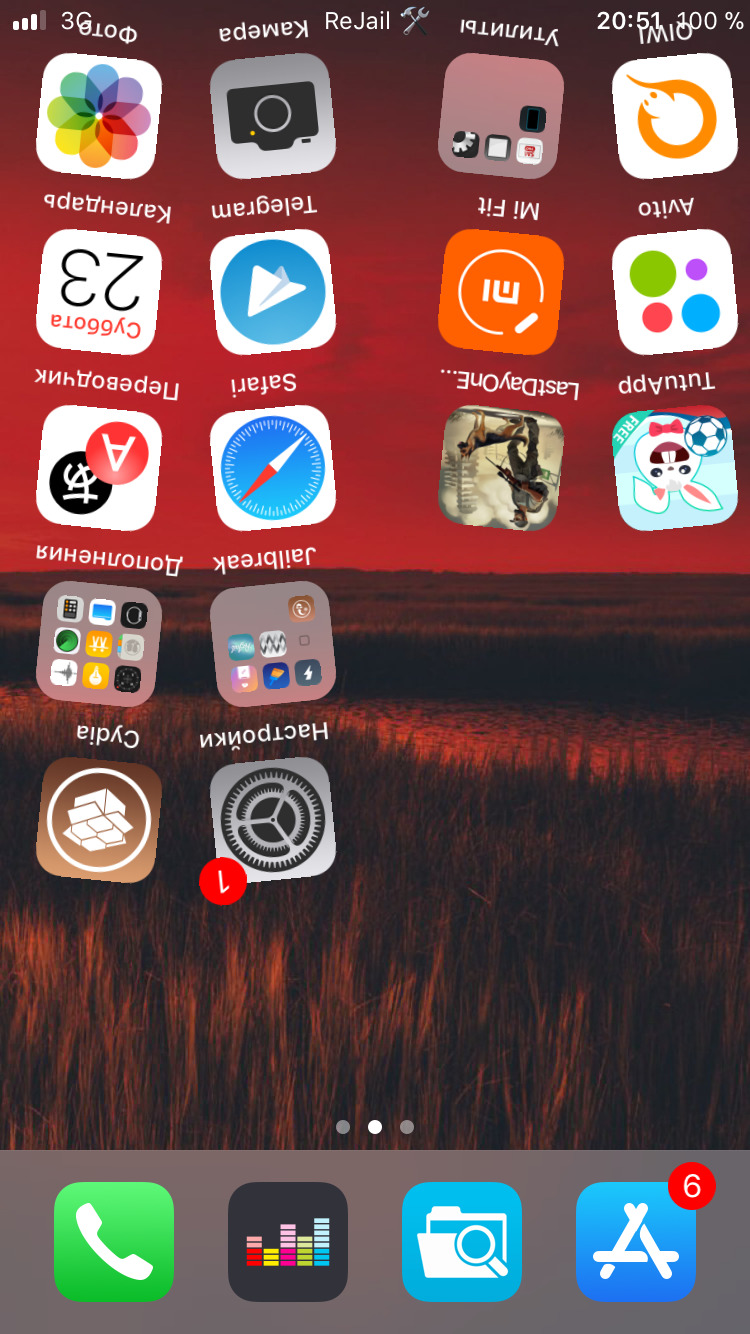 3G ReJail 20:51 100 %
Фото Камера Утилиты QIWI
Календарь Telegram Mi Fit Avito
23
Суббота
Переводчик Safari LastDayOnE... TutuApp
FREE
Дополнения Jailbreak
Cydia Настройки
1
6